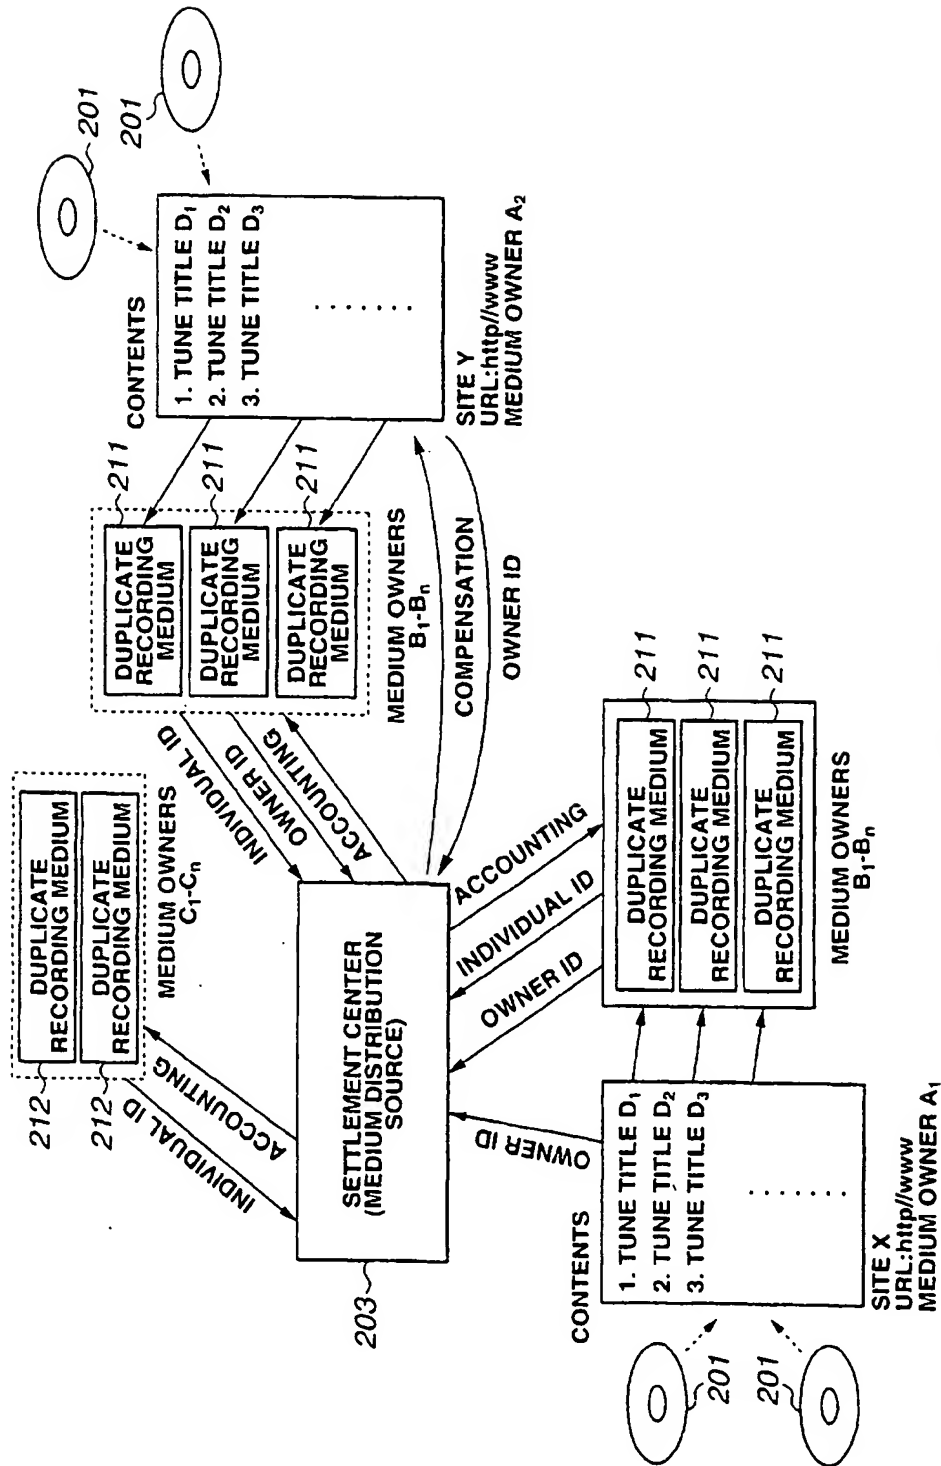 212
212
DUPLICATE
RECORDING MEDIUM
DUPLICATE
RECORDING MEDIUM
MEDIUM OWNERS
C1-Cn
INDIVIDUAL ID
ACCOUNTING
211
211
211
DUPLICATE
RECORDING
MEDIUM
DUPLICATE
RECORDING
MEDIUM
DUPLICATE
RECORDING
MEDIUM
MEDIUM OWNERS
B1-Bn
INDIVIDUAL ID
OWNER ID
ACCOUNTING
201
201
CONTENTS
1. TUNE TITLE D1
2. TUNE TITLE D2
3. TUNE TITLE D3
.......
SITE Y
URL:http//www
MEDIUM OWNER A2
COMPENSATION
OWNER ID
203
SETTLEMENT CENTER
(MEDIUM DISTRIBUTION
SOURCE)
ACCOUNTING
INDIVIDUAL ID
OWNER ID
OWNER ID
201
201
CONTENTS
1. TUNE TITLE D1
2. TUNE TITLE D2
3. TUNE TITLE D3
.......
SITE X
URL:http//www
MEDIUM OWNER A1
DUPLICATE
RECORDING MEDIUM
DUPLICATE
RECORDING MEDIUM
DUPLICATE
RECORDING MEDIUM
211
211
211
MEDIUM OWNERS
B1-Bn